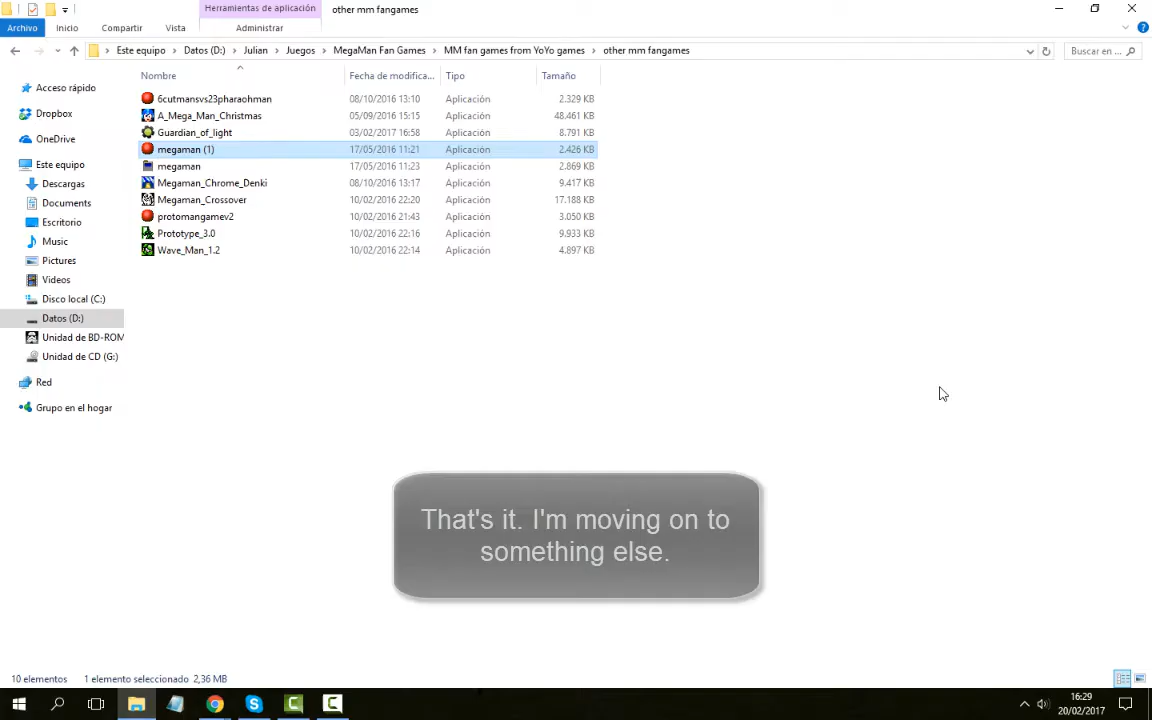 Herramientas de aplicación
other mm fangames
Archivo
Inicio
Compartir
Vista
Administrar
Este equipo
Datos (D:)
Julian
Juegos
MegaMan Fan Games
MM fan games from YoYo games
other mm fangames
Buscar en ...
Nombre
Fecha de modifica...
Tipo
Tamaño
6cutmansvs23pharaohman 08/10/2016 13:10 Aplicación 2.329 KB
A_Mega_Man_Christmas 05/09/2016 15:15 Aplicación 48.461 KB
Guardian_of_light 03/02/2017 16:58 Aplicación 8.791 KB
megaman (1) 17/05/2016 11:21 Aplicación 2.426 KB
megaman 17/05/2016 11:23 Aplicación 2.869 KB
Megaman_Chrome_Denki 08/10/2016 13:17 Aplicación 9.417 KB
Megaman_Crossover 10/02/2016 22:20 Aplicación 17.188 KB
protomangamev2 10/02/2016 21:43 Aplicación 3.050 KB
Prototype_3.0 10/02/2016 22:16 Aplicación 9.933 KB
Wave_Man_1.2 10/02/2016 22:14 Aplicación 4.897 KB
Acceso rápido
Dropbox
OneDrive
Este equipo
Descargas
Documents
Escritorio
Music
Pictures
Videos
Disco local (C:)
Datos (D:)
Unidad de BD-ROM
Unidad de CD (G:)
Red
Grupo en el hogar
That's it. I'm moving on to
something else.
10 elementos
1 elemento seleccionado 2,36 MB
16:29
20/02/2017